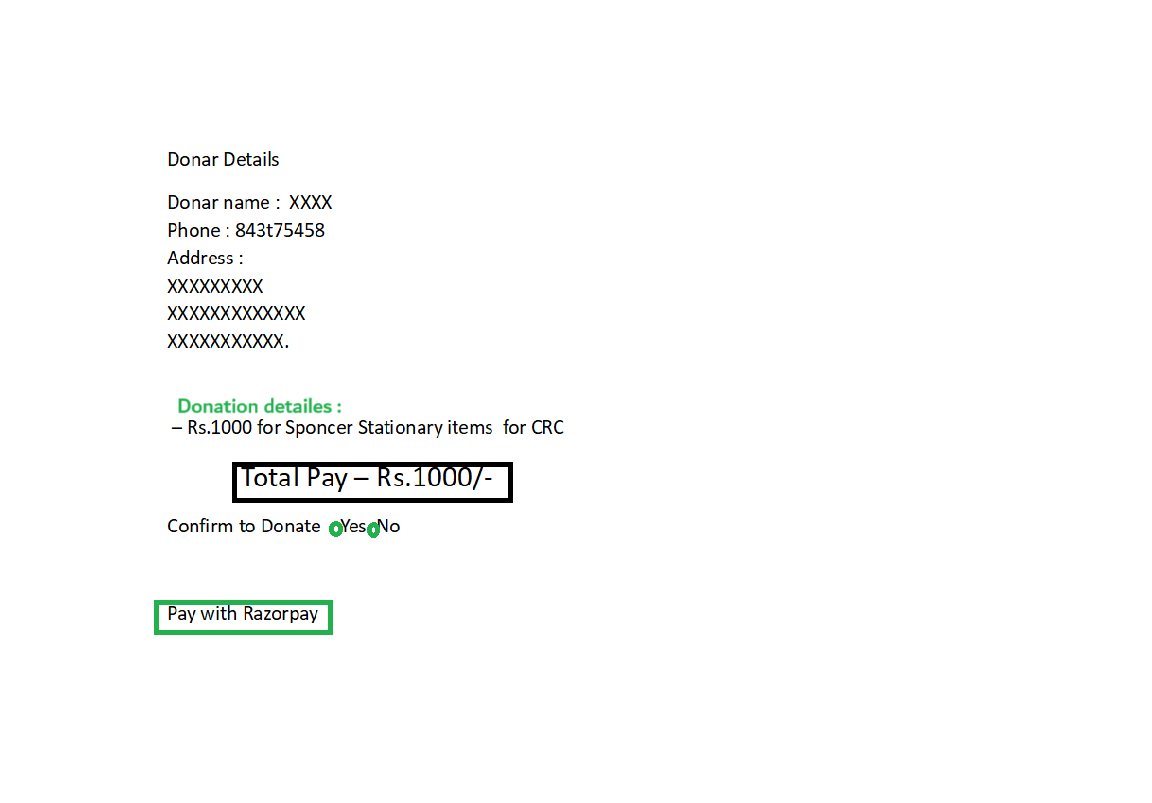 Donar Details
Donar name : XXXX
Phone : 843t75458
Address :
XXXXXXXXX
XXXXXXXXXXXXX
XXXXXXXXXXX.
Donation detailes :
– Rs.1000 for Sponcer Stationary items for CRC
Total Pay – Rs.1000/-
Confirm to Donate Yes No
Pay with Razorpay